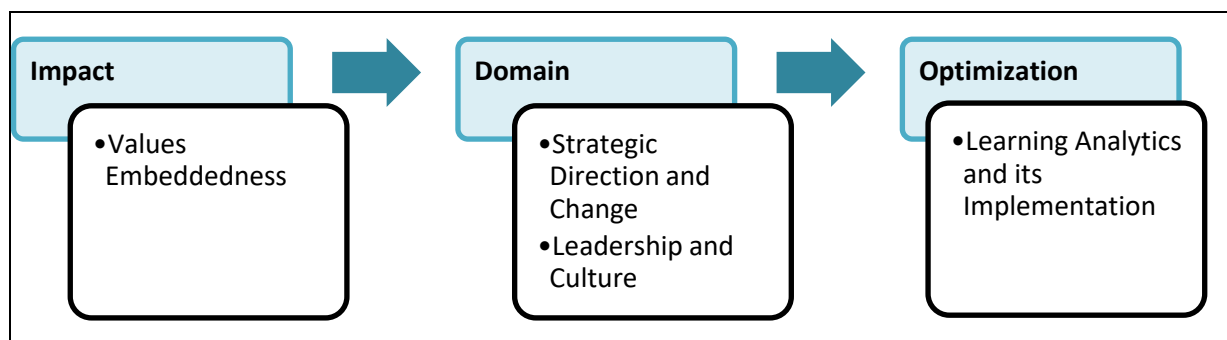 Impact
•Values
Embeddedness
Domain
•Strategic
Direction and
Change
•Leadership and
Culture
Optimization
•Learning Analytics
and its
Implementation